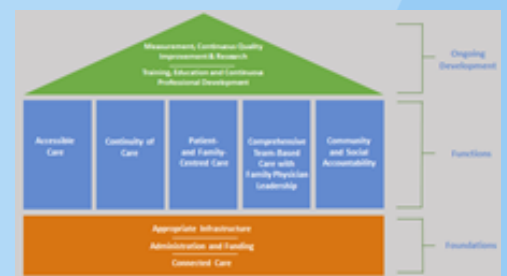 Measurement, Continuous Quality
Improvement & Research
Training, Education and Continuous
Professional Development
Ongoing
Development
Accessible
Care
Continuity of
Care
Patient-
and Family-
Centred Care
Comprehensive
Team-Based
Care with
Family Physician
Leadership
Community
and Social
Accountability
Functions
Appropriate Infrastructure
Administration and Funding
Connected Care
Foundations